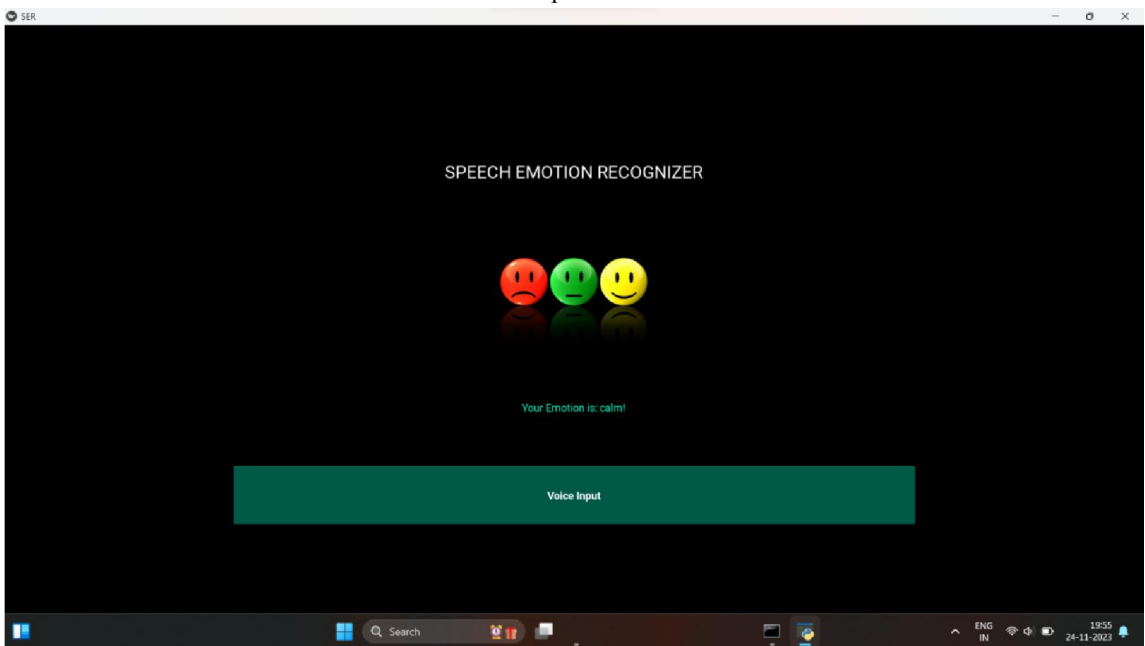 SER
SPEECH EMOTION RECOGNIZER
Your Emotion is: calm!
Voice Input
Search
ENG
IN
19:55
24-11-2023